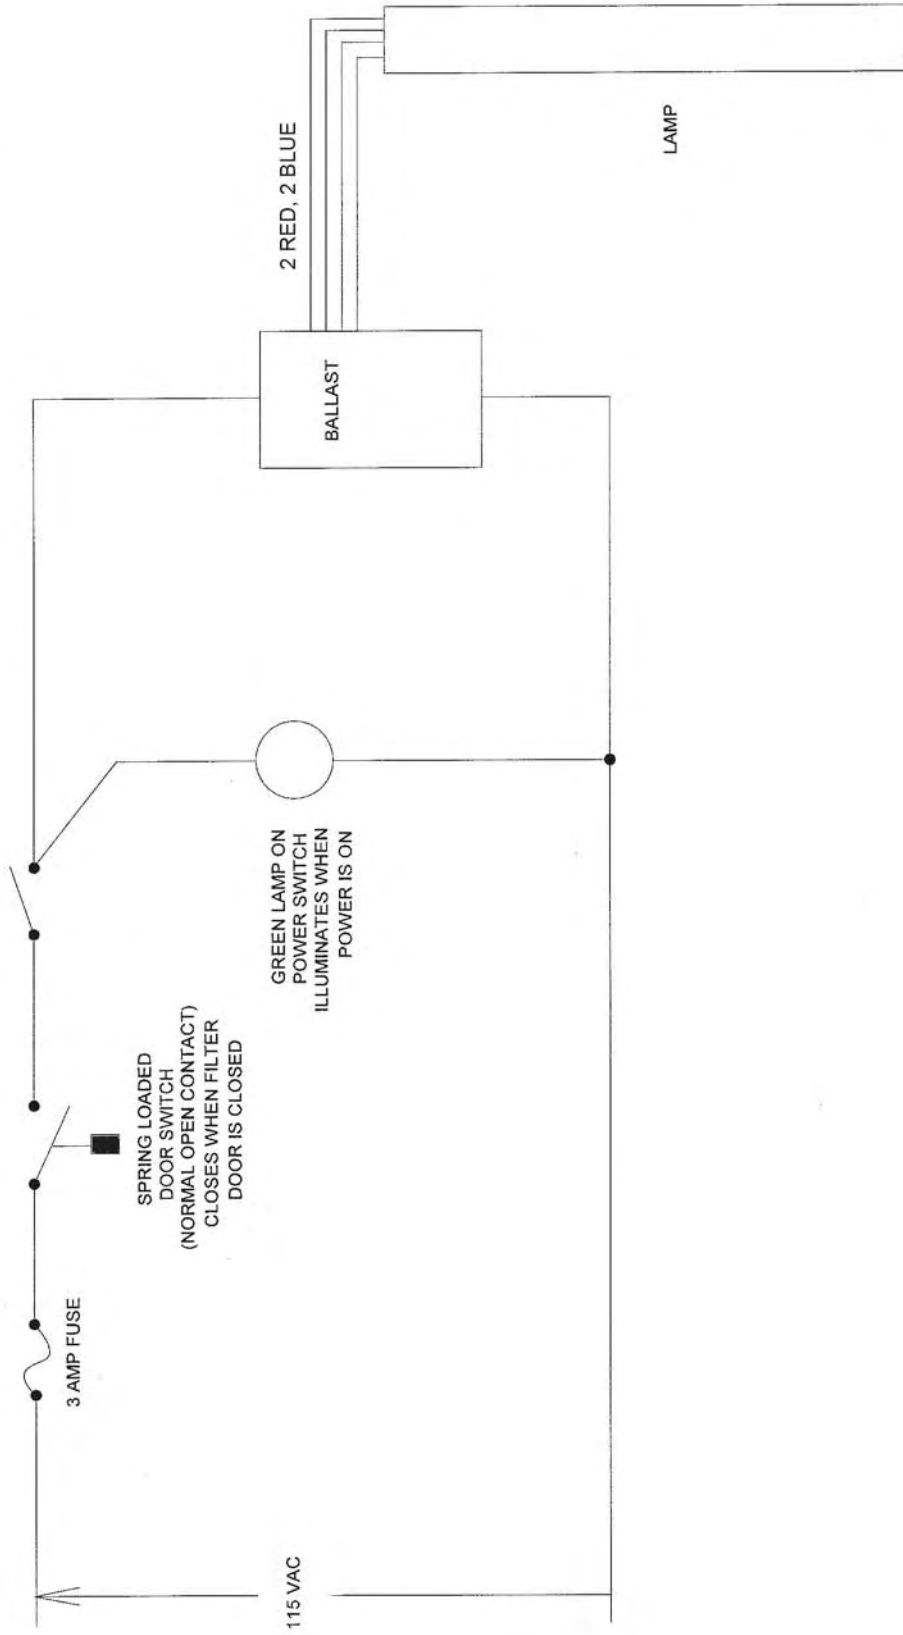 115 VAC
3 AMP FUSE
SPRING LOADED
DOOR SWITCH
(NORMAL OPEN CONTACT)
CLOSES WHEN FILTER
DOOR IS CLOSED
GREEN LAMP ON
POWER SWITCH
ILLUMINATES WHEN
POWER IS ON
BALLAST
2 RED, 2 BLUE
LAMP